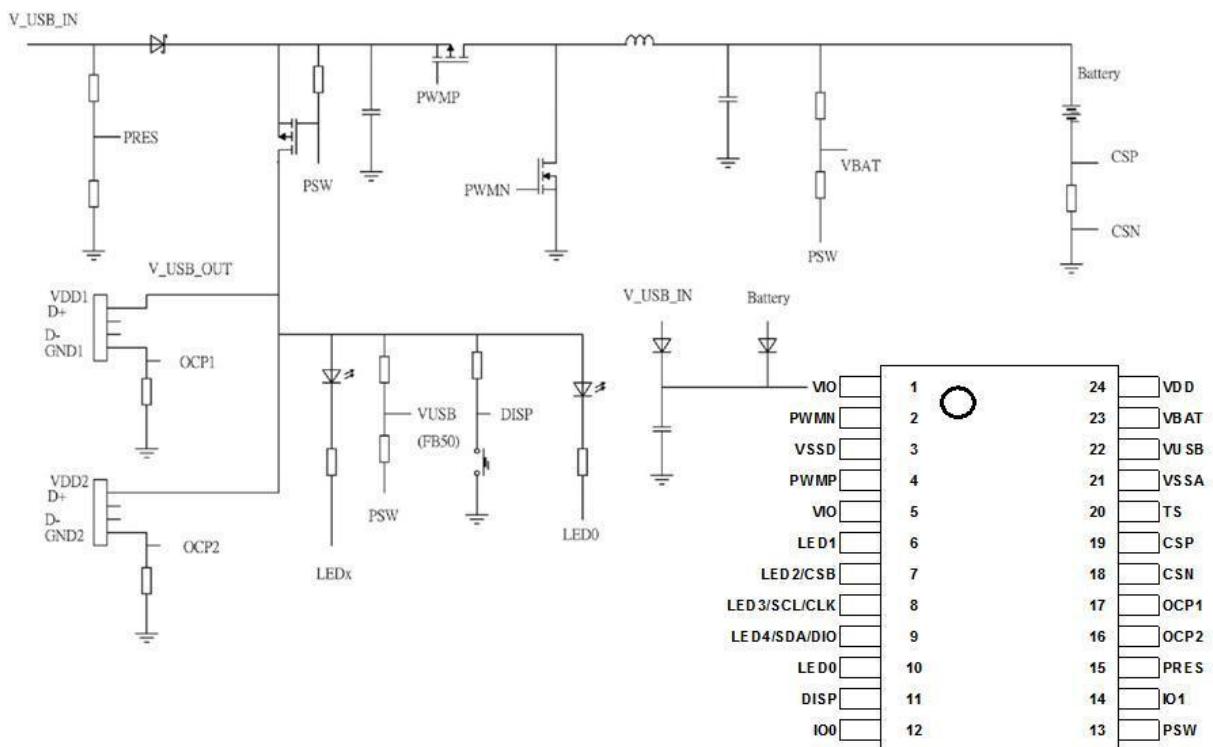 V_USB_IN
PRES
PSW
PWMP
PWMN
VBAT
PSW
Battery
CSP
CSN
V_USB_OUT
VDD1
D+
D-
GND1
OCP1
VDD2
D+
D-
GND2
OCP2
LEDx
VUSB
(FB50)
PSW
DISP
LED0
V_USB_IN
Battery
VIO 1 24 VDD
PWMN 2 23 VBAT
VSSD 3 22 VUSB
PWMP 4 21 VSSA
VIO 5 20 TS
LED1 6 19 CSP
LED2/CSB 7 18 CSN
LED3/SCL/CLK 8 17 OCP1
LED4/SDA/DIO 9 16 OCP2
LED0 10 15 PRES
DISP 11 14 IO1
IO0 12 13 PSW